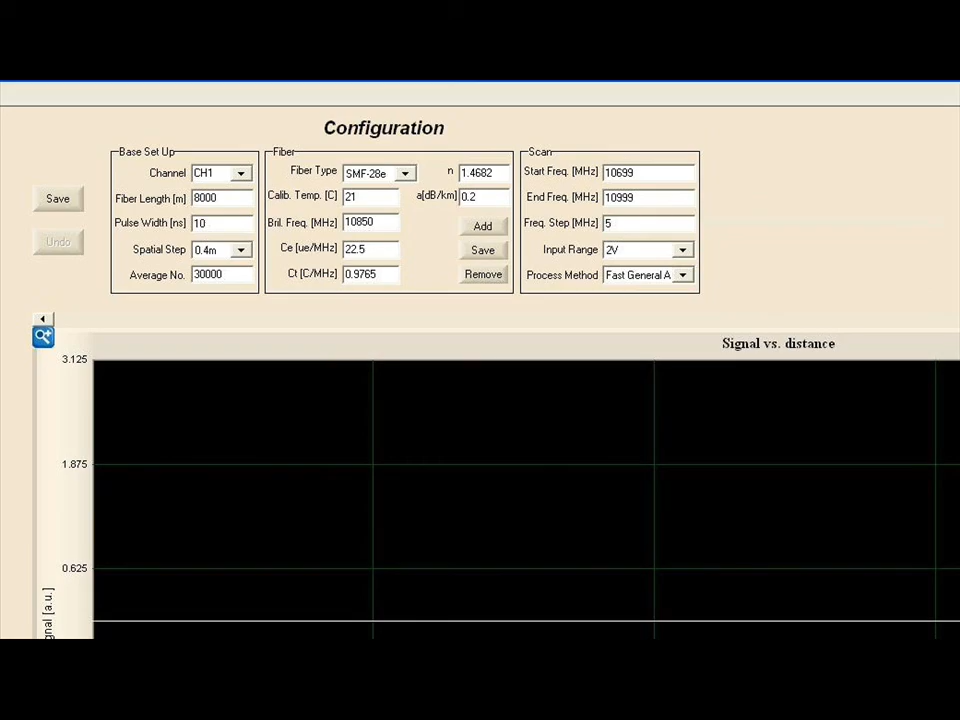 Configuration
Base Set Up
Channel CH1
Fiber Length [m] 8000
Pulse Width [ns] 10
Spatial Step 0.4m
Average No. 30000
Save
Undo
Fiber
Fiber Type SMF-28e n 1.4682
Calib. Temp. [C] 21 a[dB/km] 0.2
Bril. Freq. [MHz] 10850 Add
Ce [ue/MHz] 22.5 Save
Ct [C/MHz] 0.9765 Remove
Scan
Start Freq. [MHz] 10699
End Freq. [MHz] 10999
Freq. Step [MHz] 5
Input Range 2V
Process Method Fast General A
Signal vs. distance
3.125
1.875
0.625
gnal [a.u.]